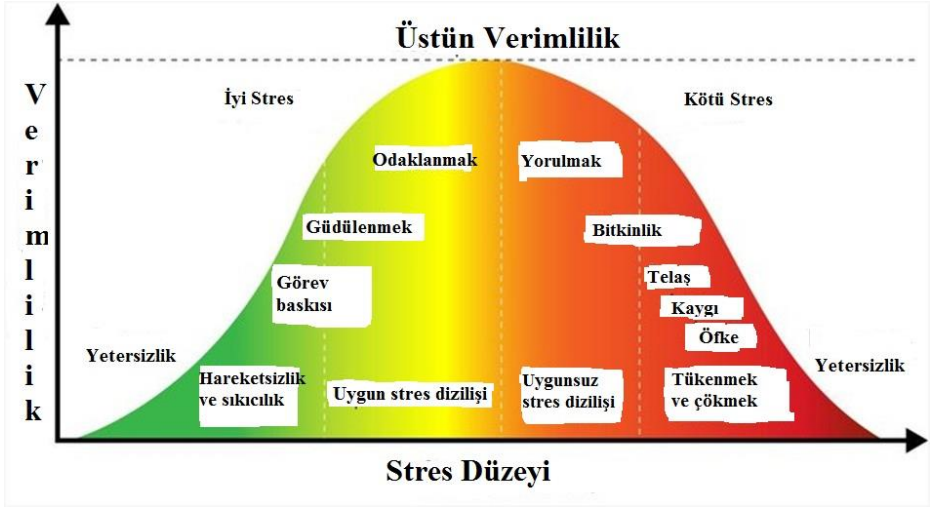 Üstün Verimlilik
İyi Stres
Kötü Stres
Verimlilik
Odaklanmak
Yorulmak
Güdülenmek
Bitkinlik
Görev
baskısı
Telaş
Kaygı
Öfke
Yetersizlik
Yetersizlik
Hareketsizlik
ve sıkıcılık
Uygun stres dizilişi
Uygunsuz
stres dizilişi
Tükenmek
ve çökmek
Stres Düzeyi